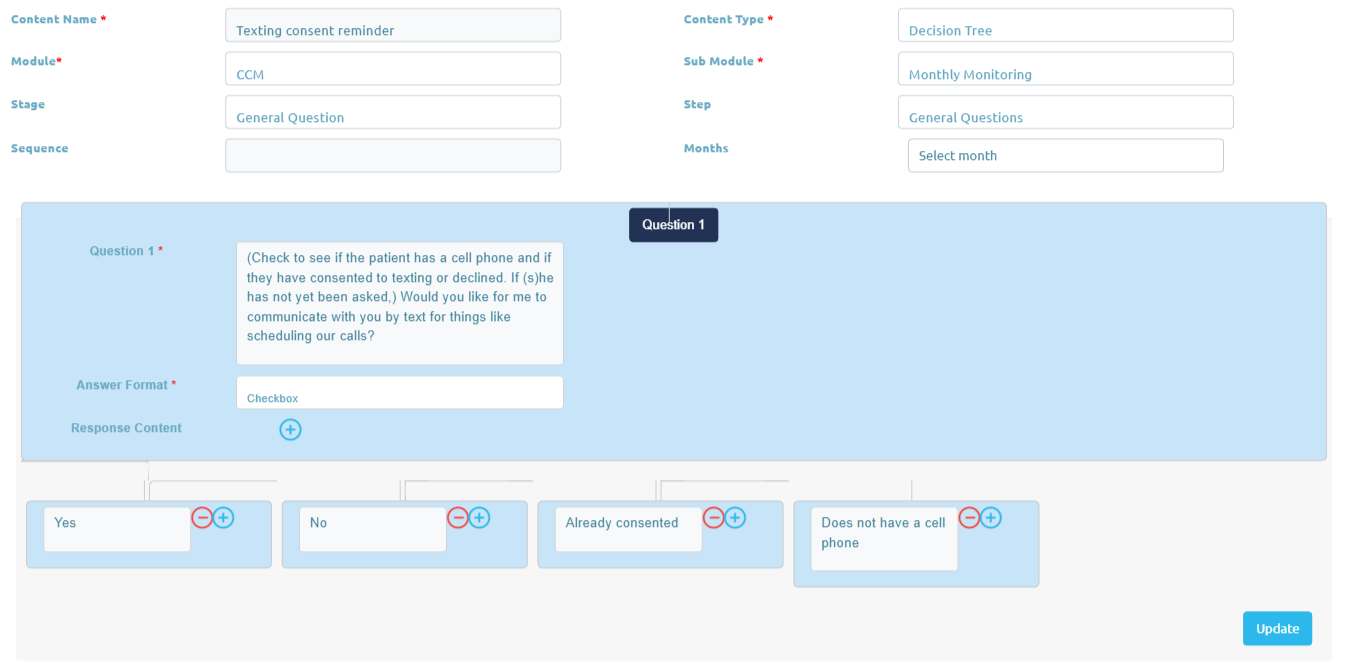 Content Name *
Texting consent reminder
Content Type *
Decision Tree
Module*
CCM
Sub Module *
Monthly Monitoring
Stage
General Question
Step
General Questions
Sequence
Months
Select month
Question 1
Question 1 *
(Check to see if the patient has a cell phone and if
they have consented to texting or declined. If (s)he
has not yet been asked,) Would you like for me to
communicate with you by text for things like
scheduling our calls?
Answer Format *
Checkbox
Response Content
Yes
No
Already consented
Does not have a cell
phone
Update